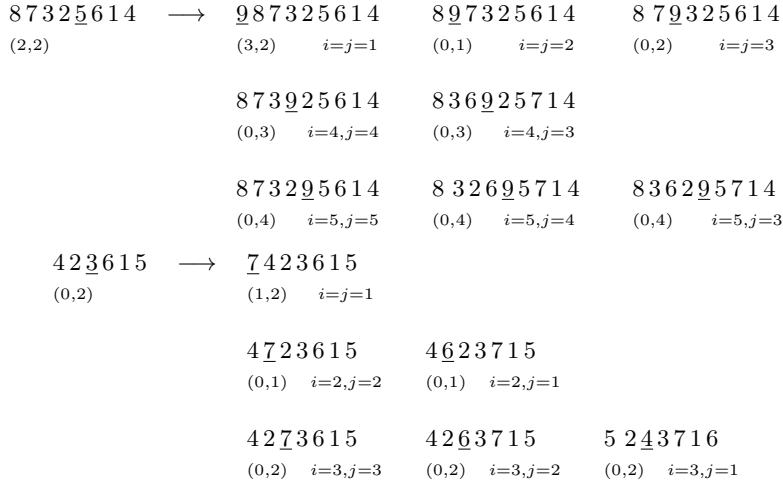 8 7 3 2 5 6 1 4 ⟶ 9 8 7 3 2 5 6 1 4 8 9 7 3 2 5 6 1 4 8 7 9 3 2 5 6 1 4
(2,2) (3,2) i=j=1 (0,1) i=j=2 (0,2) i=j=3
8 7 3 9 2 5 6 1 4 8 3 6 9 2 5 7 1 4
(0,3) i=4,j=4 (0,3) i=4,j=3
8 7 3 2 9 5 6 1 4 8 3 2 6 9 5 7 1 4 8 3 6 2 9 5 7 1 4
(0,4) i=5,j=5 (0,4) i=5,j=4 (0,4) i=5,j=3
4 2 3 6 1 5 ⟶ 7 4 2 3 6 1 5
(0,2) (1,2) i=j=1
4 7 2 3 6 1 5 4 6 2 3 7 1 5
(0,1) i=2,j=2 (0,1) i=2,j=1
4 2 7 3 6 1 5 4 2 6 3 7 1 5 5 2 4 3 7 1 6
(0,2) i=3,j=3 (0,2) i=3,j=2 (0,2) i=3,j=1